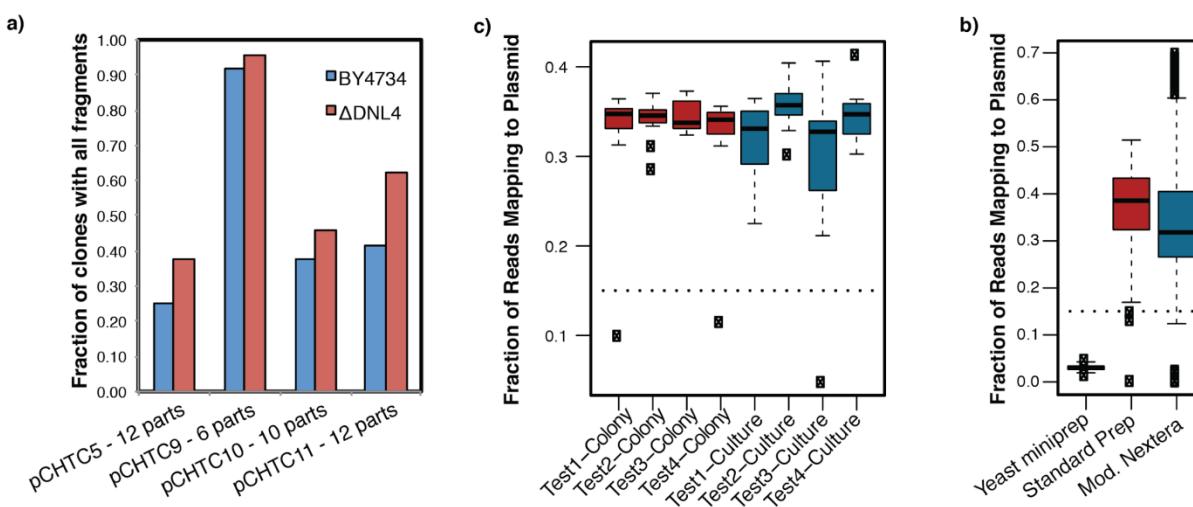 a)
Fraction of clones with all fragments
1.00
0.90
0.80
0.70
0.60
0.50
0.40
0.30
0.20
0.10
0.00
BY4734
ΔDNL4
pCHTC5 - 12 parts
pCHTC9 - 6 parts
pCHTC10 - 10 parts
pCHTC11 - 12 parts
c)
Fraction of Reads Mapping to Plasmid
0.4
0.3
0.2
0.1
Test1–Colony
Test2–Colony
Test3–Colony
Test4–Colony
Test1–Culture
Test2–Culture
Test3–Culture
Test4–Culture
b)
Fraction of Reads Mapping to Plasmid
0.7
0.6
0.5
0.4
0.3
0.2
0.1
0.0
Yeast miniprep
Standard Prep
Mod. Nextera